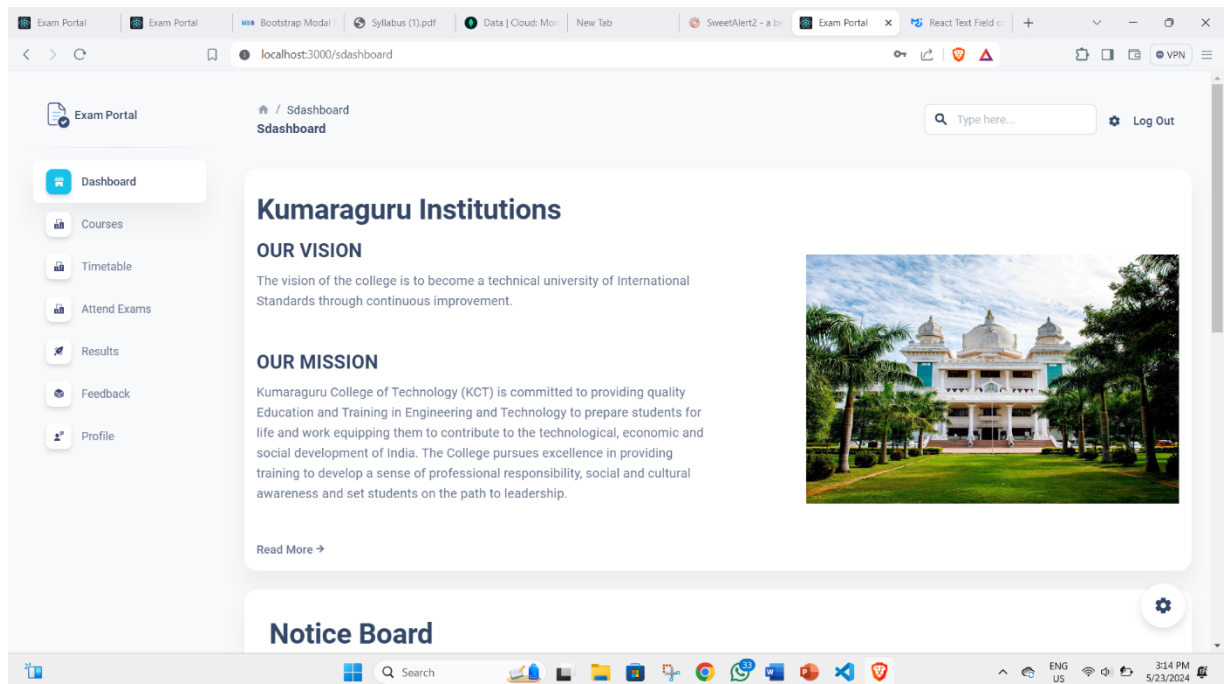 Exam Portal
Exam Portal
Bootstrap Modal
Syllabus (1).pdf
Data | Cloud: Mon
New Tab
SweetAlert2 - a be
Exam Portal
React Text Field c
localhost:3000/sdashboard
VPN
Exam Portal
/ Sdashboard
Sdashboard
Type here...
Log Out
Dashboard
Courses
Timetable
Attend Exams
Results
Feedback
Profile
Kumaraguru Institutions
OUR VISION
The vision of the college is to become a technical university of International
Standards through continuous improvement.
OUR MISSION
Kumaraguru College of Technology (KCT) is committed to providing quality
Education and Training in Engineering and Technology to prepare students for
life and work equipping them to contribute to the technological, economic and
social development of India. The College pursues excellence in providing
training to develop a sense of professional responsibility, social and cultural
awareness and set students on the path to leadership.
Read More →
Notice Board
Search
33
ENG
US
3:14 PM
5/23/2024